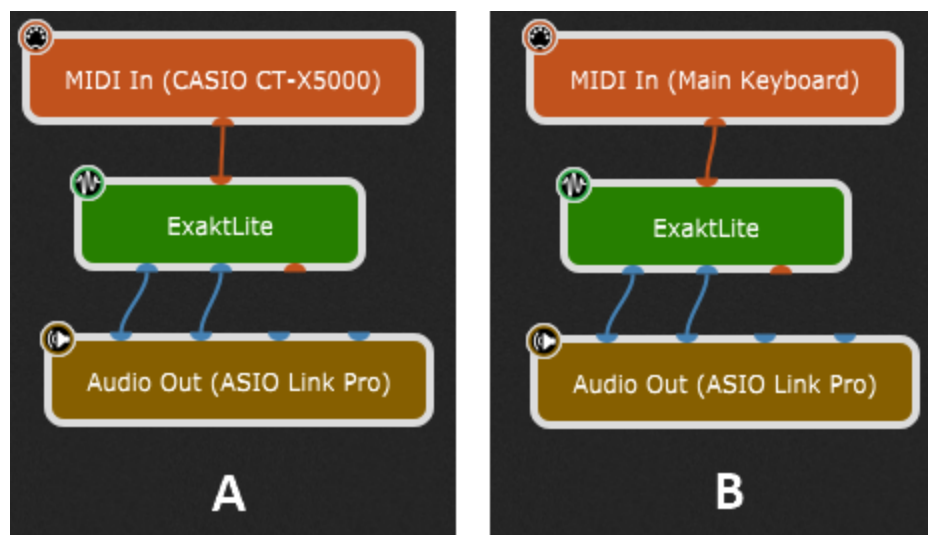 MIDI In (CASIO CT-X5000)
ExaktLite
Audio Out (ASIO Link Pro)
A
MIDI In (Main Keyboard)
ExaktLite
Audio Out (ASIO Link Pro)
B